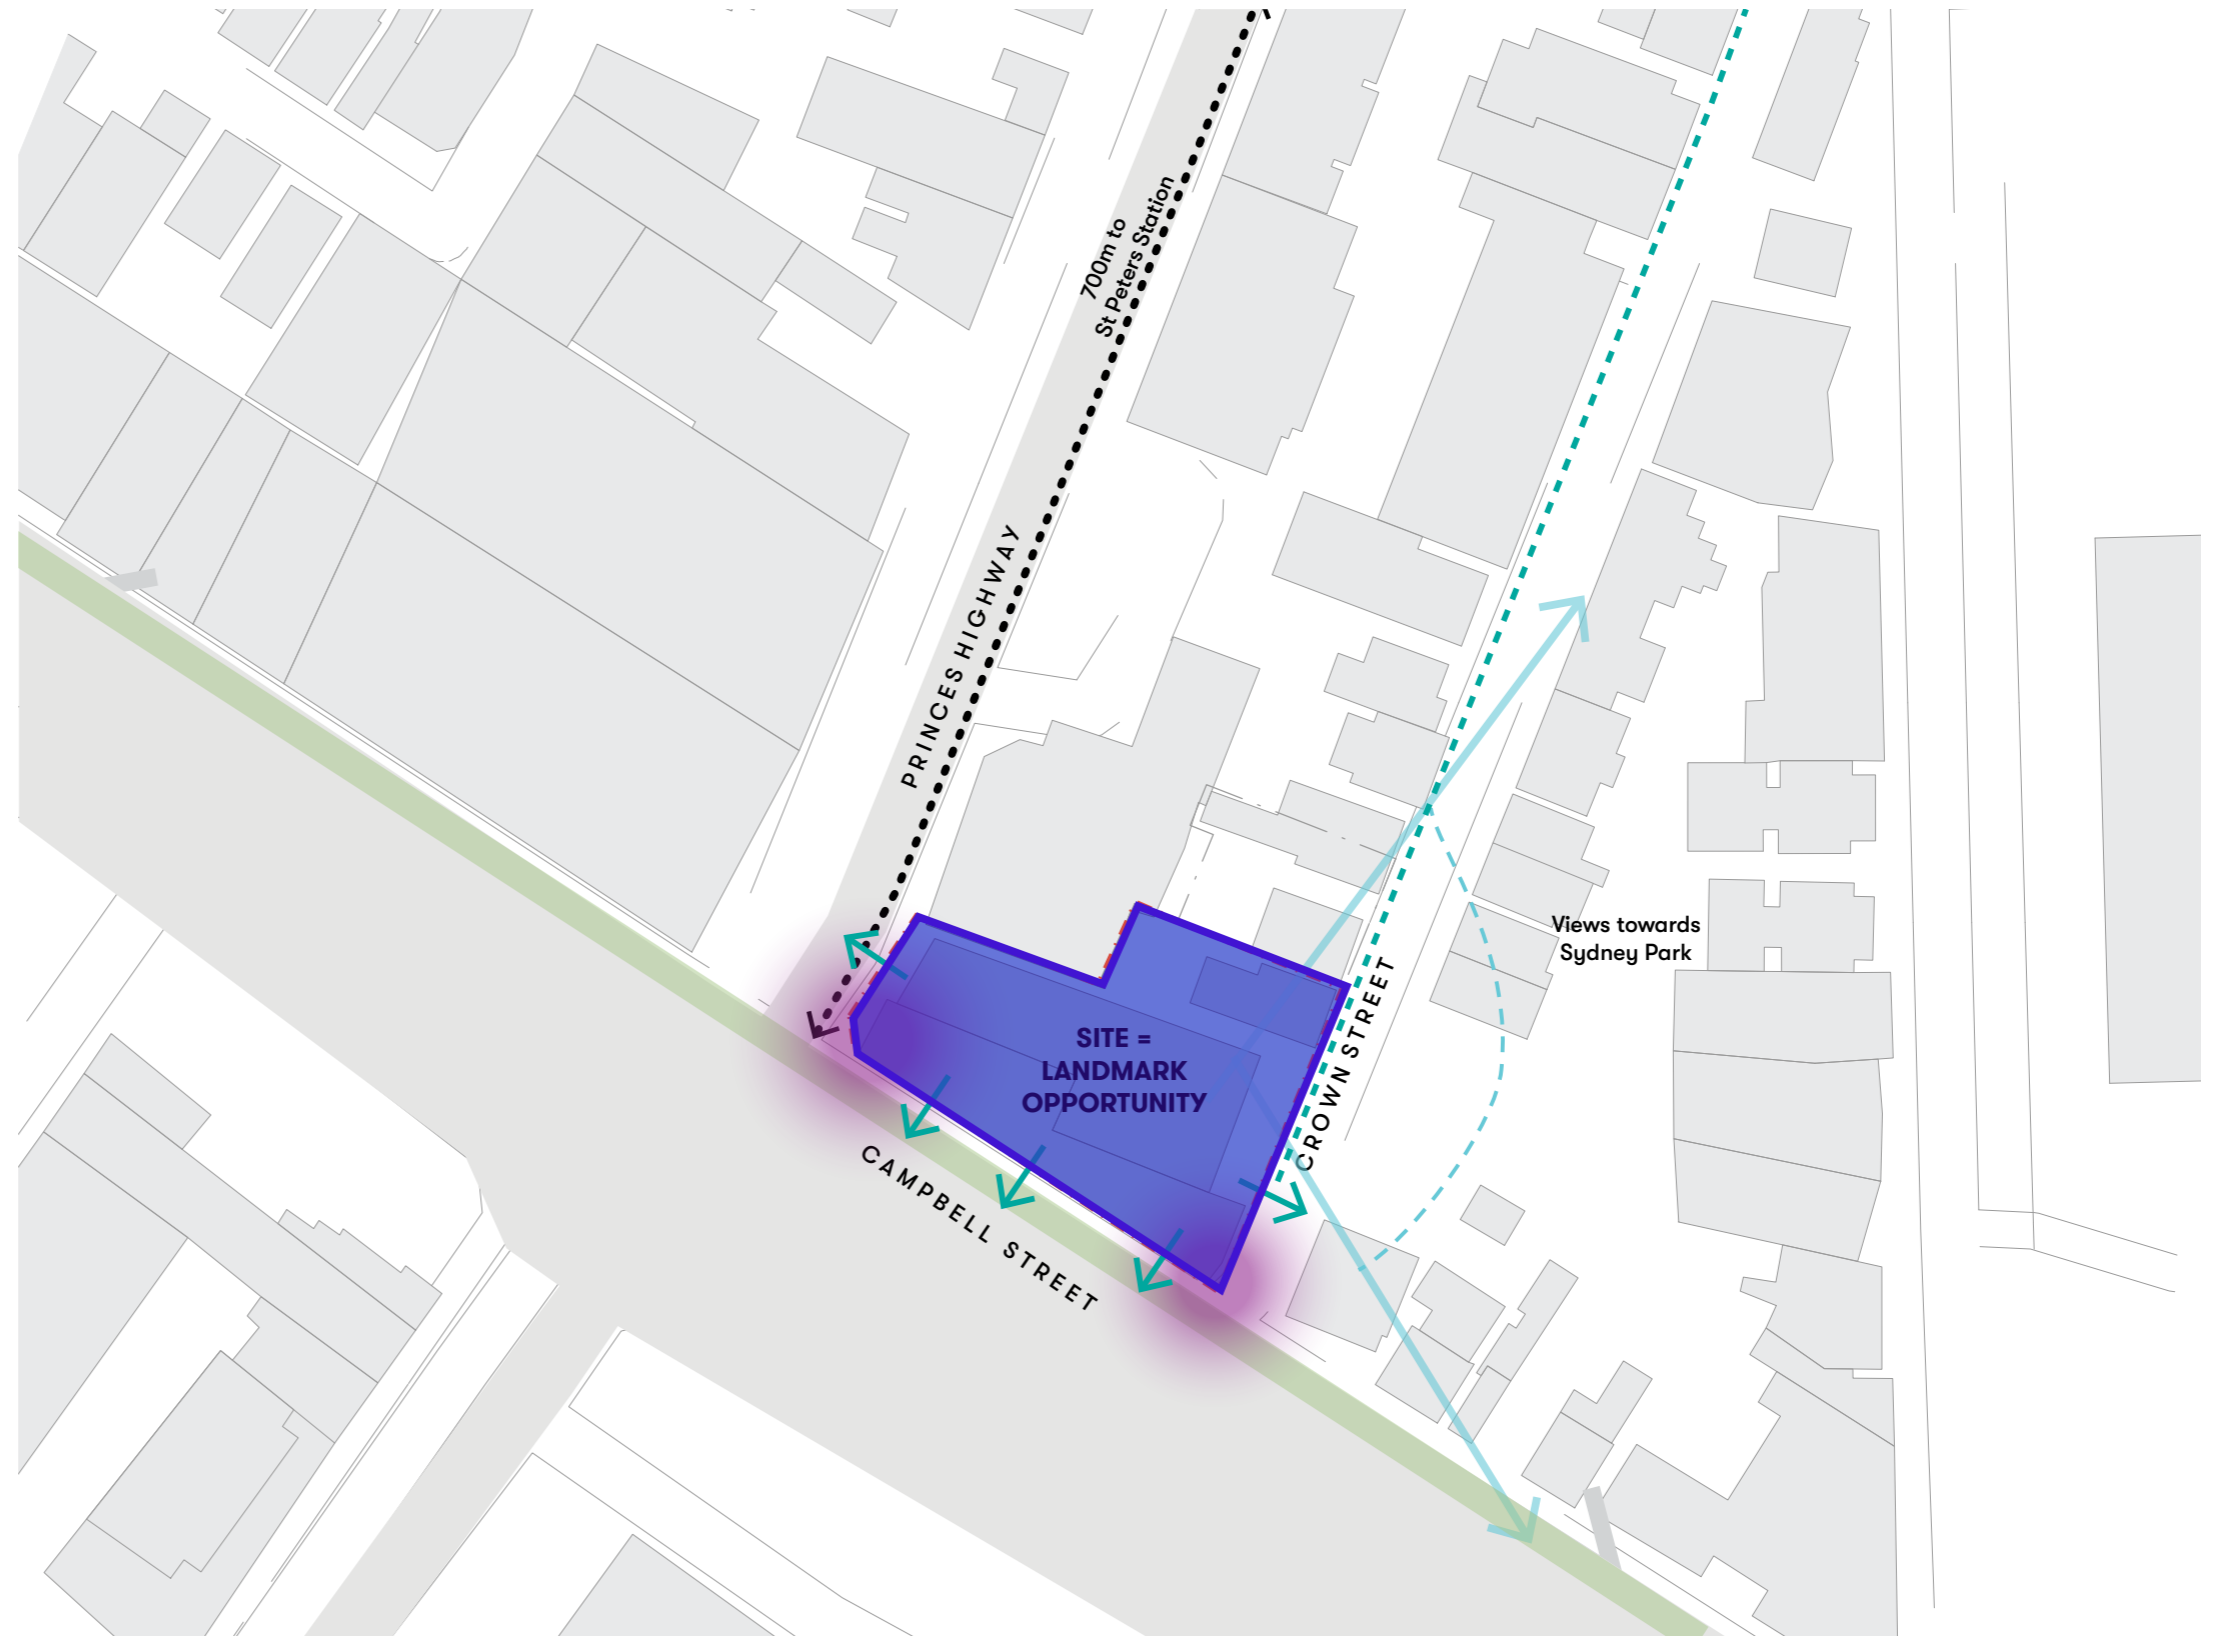 700m to
St Peters Station
PRINCES HIGHWAY
Views towards
Sydney Park
SITE =
LANDMARK
OPPORTUNITY
CROWN STREET
CAMPBELL STREET